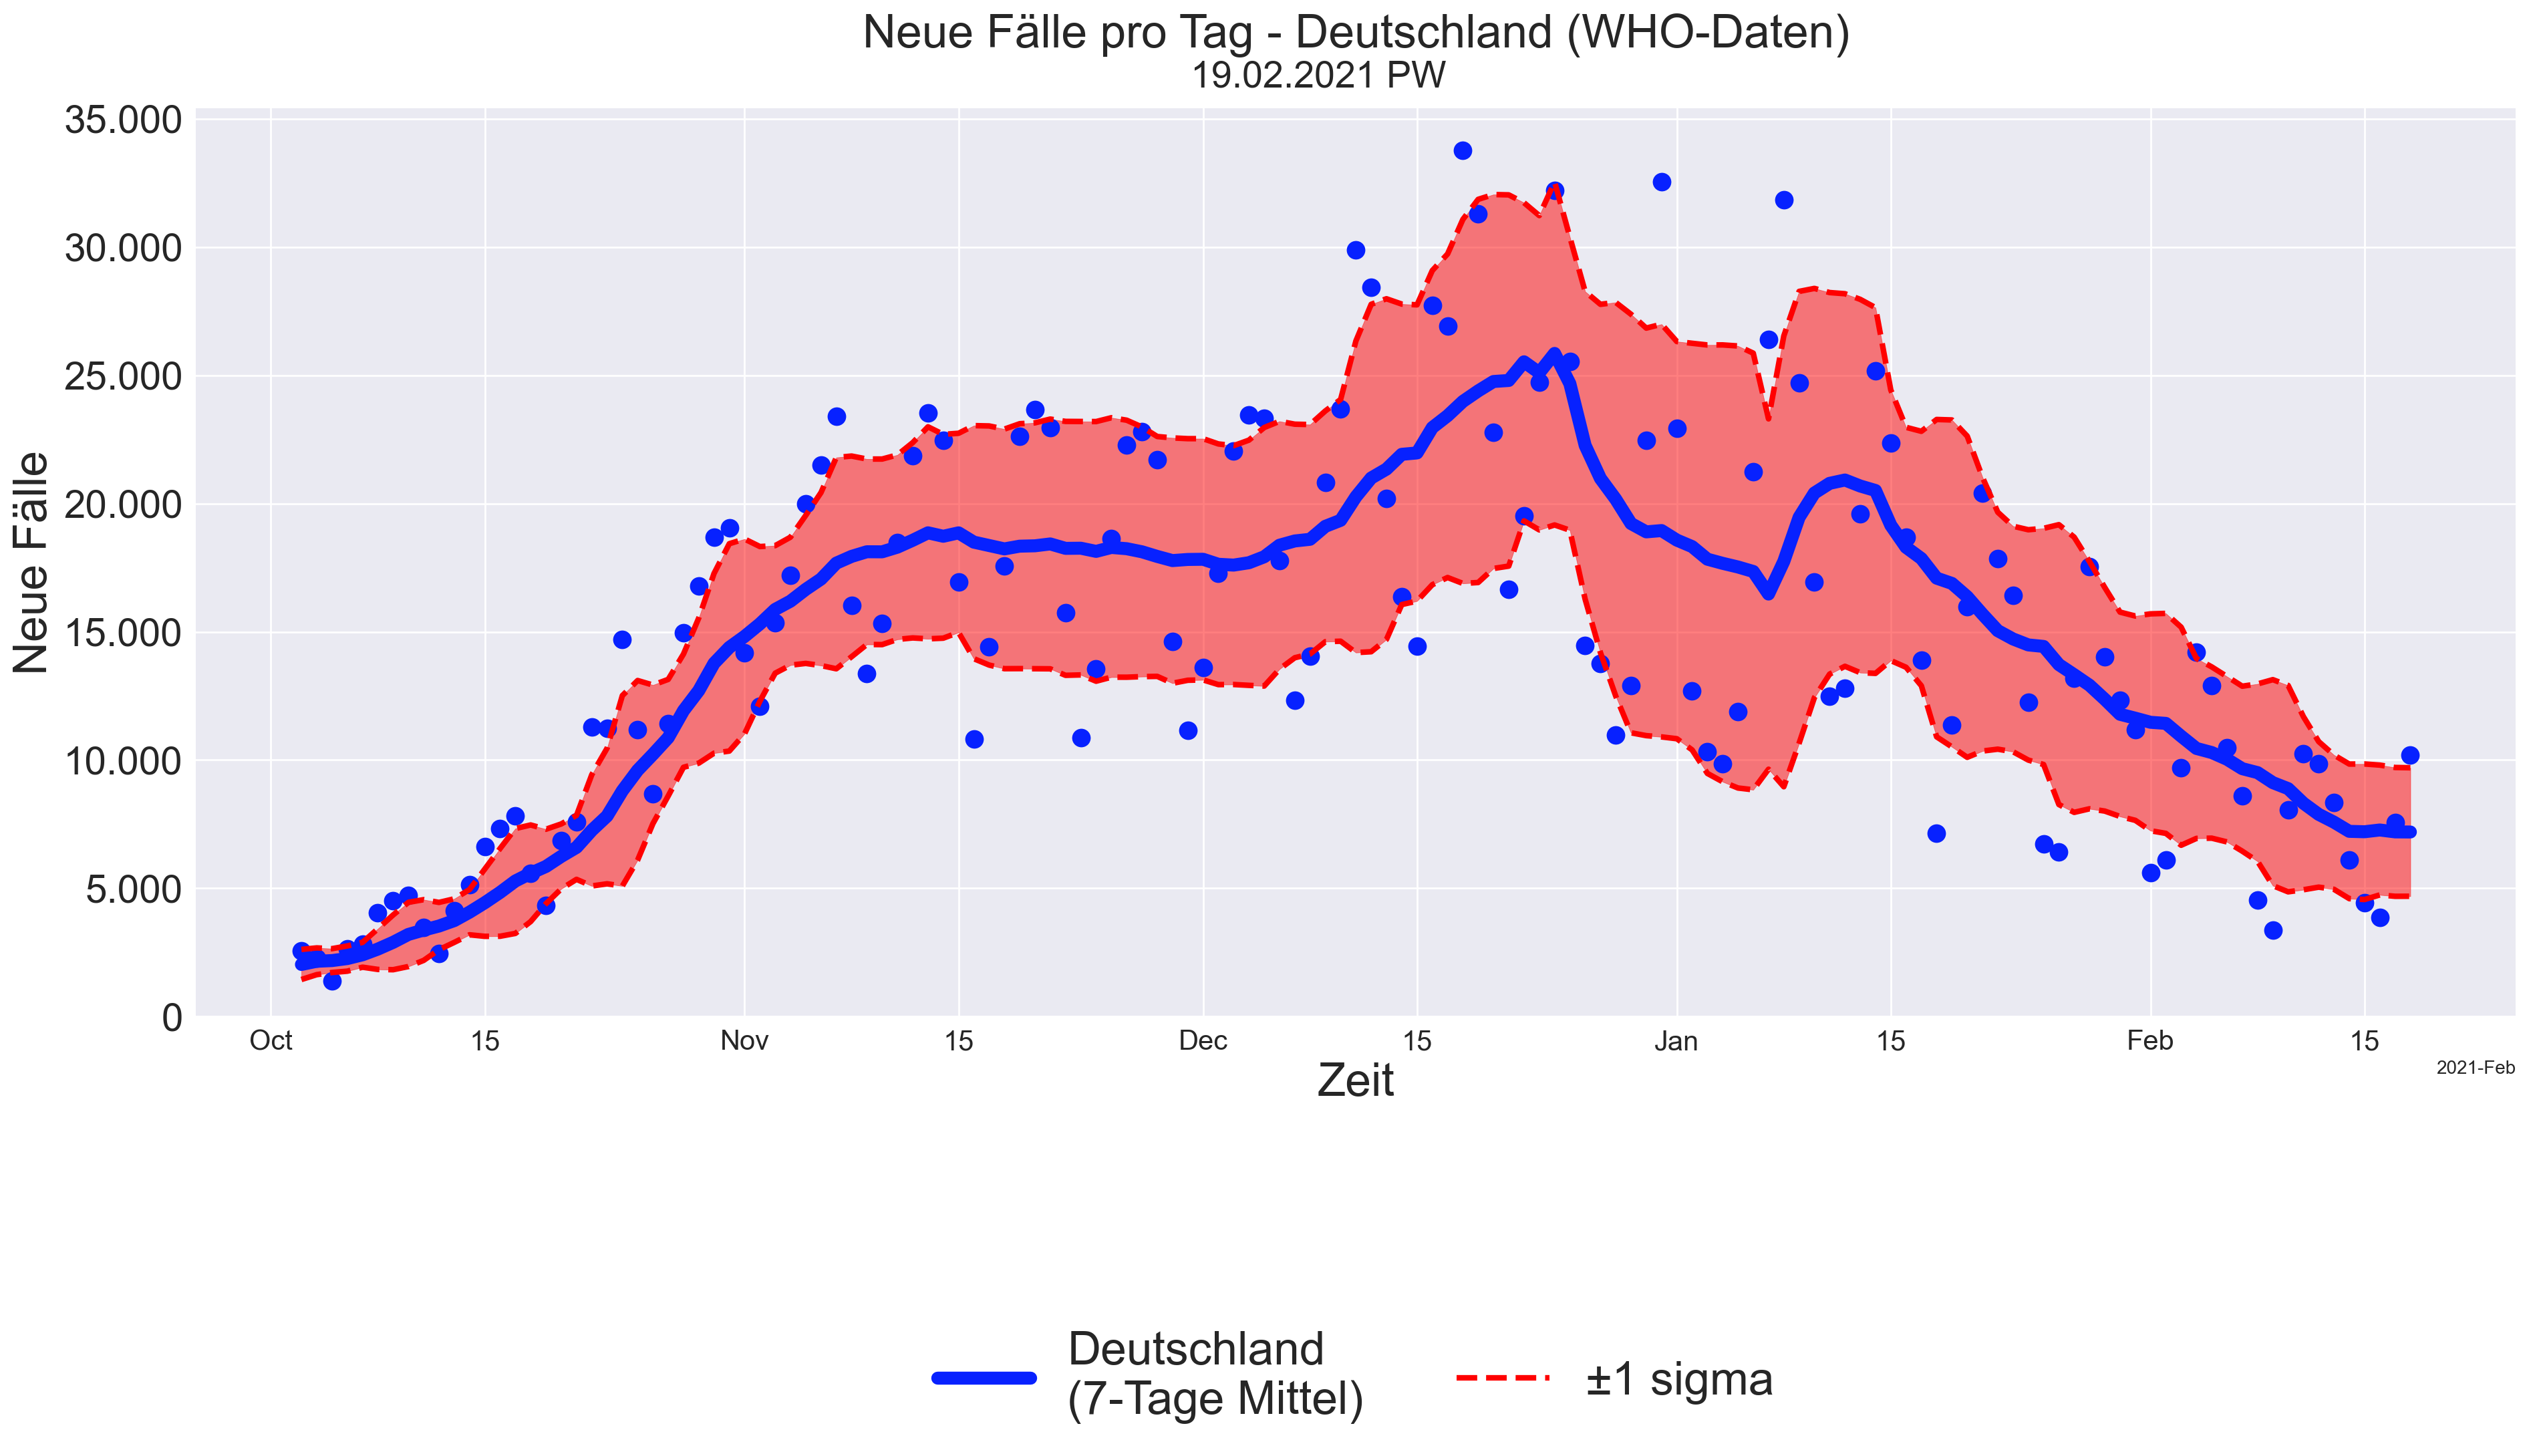 Neue Fälle pro Tag - Deutschland (WHO-Daten)
19.02.2021 PW
35.000
30.000
25.000
20.000
15.000
10.000
5.000
0
Neue Fälle
Oct 15 Nov 15 Dec 15 Jan 15 Feb 15
2021-Feb
Zeit
Deutschland
(7-Tage Mittel)
±1 sigma